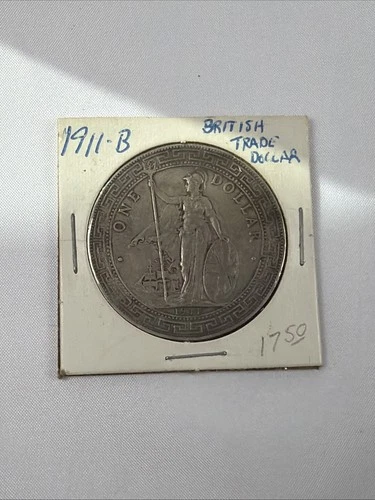 1911-B
BRITISH
TRADE
DOLLAR
ONE DOLLAR
1750